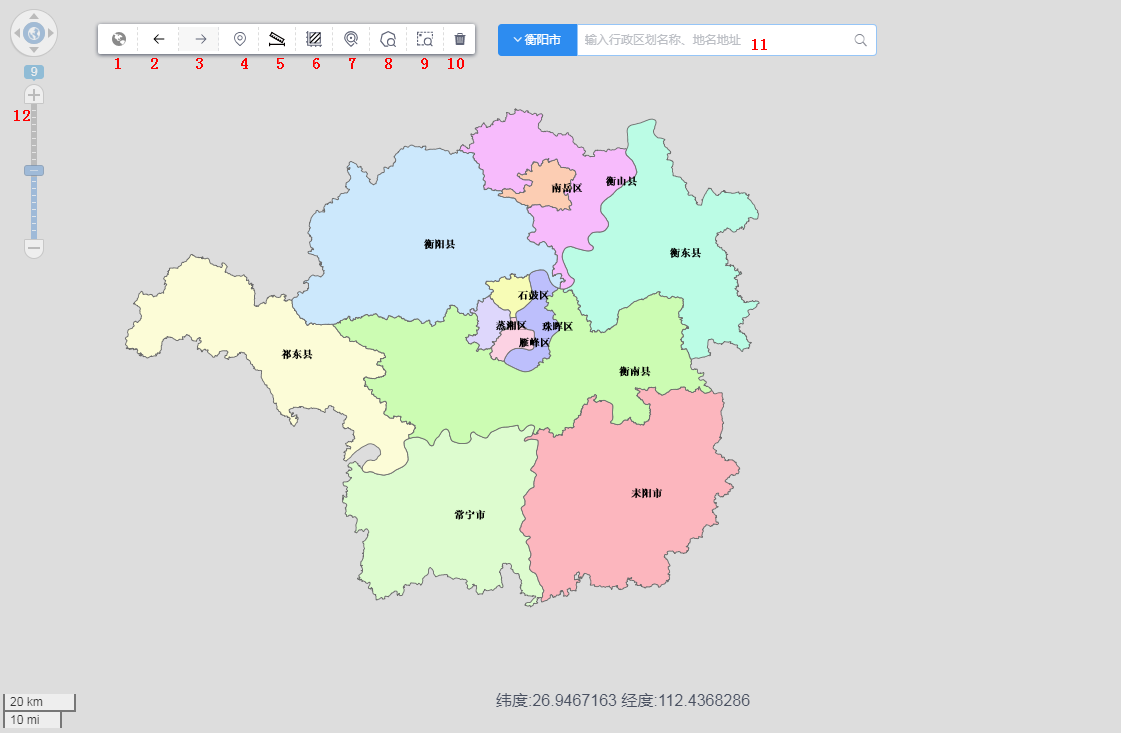 衡阳市
输入行政区划名称、地名地址
11
1 2 3 4 5 6 7 8 9 10
9
12
衡山县
南岳区
衡阳县
衡东县
石鼓区
蒸湘区
珠晖区
雁峰区
祁东县
衡南县
耒阳市
常宁市
20 km
10 mi
纬度:26.9467163 经度:112.4368286